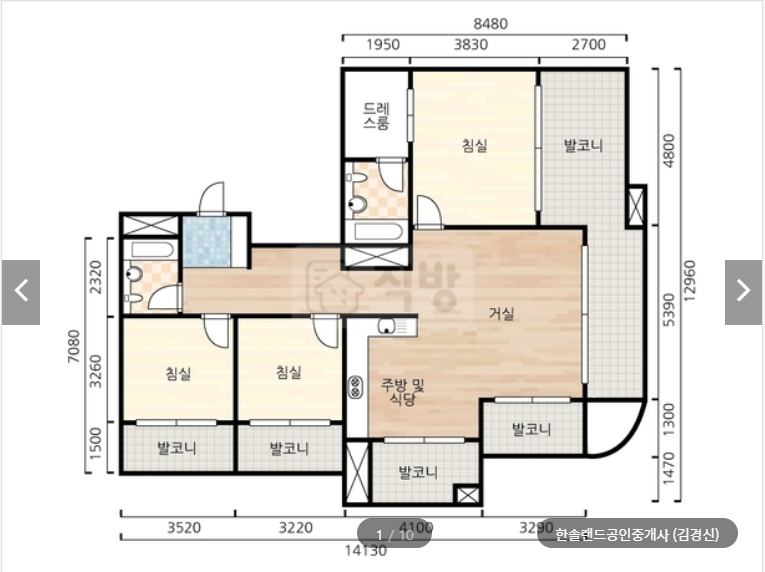 8480
1950
3830
2700
드레
스룸
침실
발코니
4800
2320
12960
직방
거실
5390
7080
3260
침실
침실
주방 및
식당
1300
발코니
1500
발코니
발코니
발코니
1470
3520
3220
4100
3290
1 / 10
한솔랜드공인중개사 (김경신)
14130